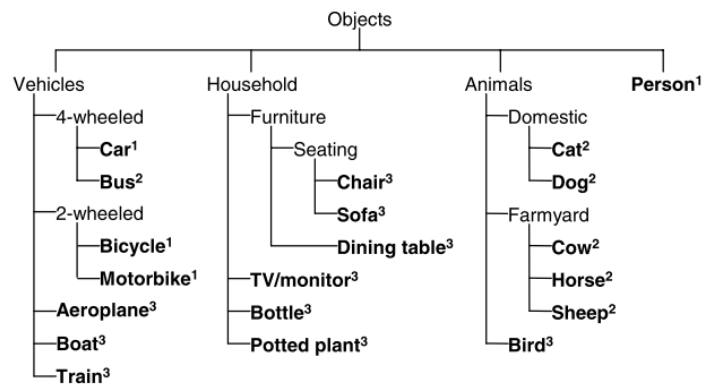 Objects
Vehicles
4-wheeled
Car¹
Bus²
2-wheeled
Bicycle¹
Motorbike¹
Aeroplane³
Boat³
Train³
Household
Furniture
Seating
Chair³
Sofa³
Dining table³
TV/monitor³
Bottle³
Potted plant³
Animals
Domestic
Cat²
Dog²
Farmyard
Cow²
Horse²
Sheep²
Bird³
Person¹